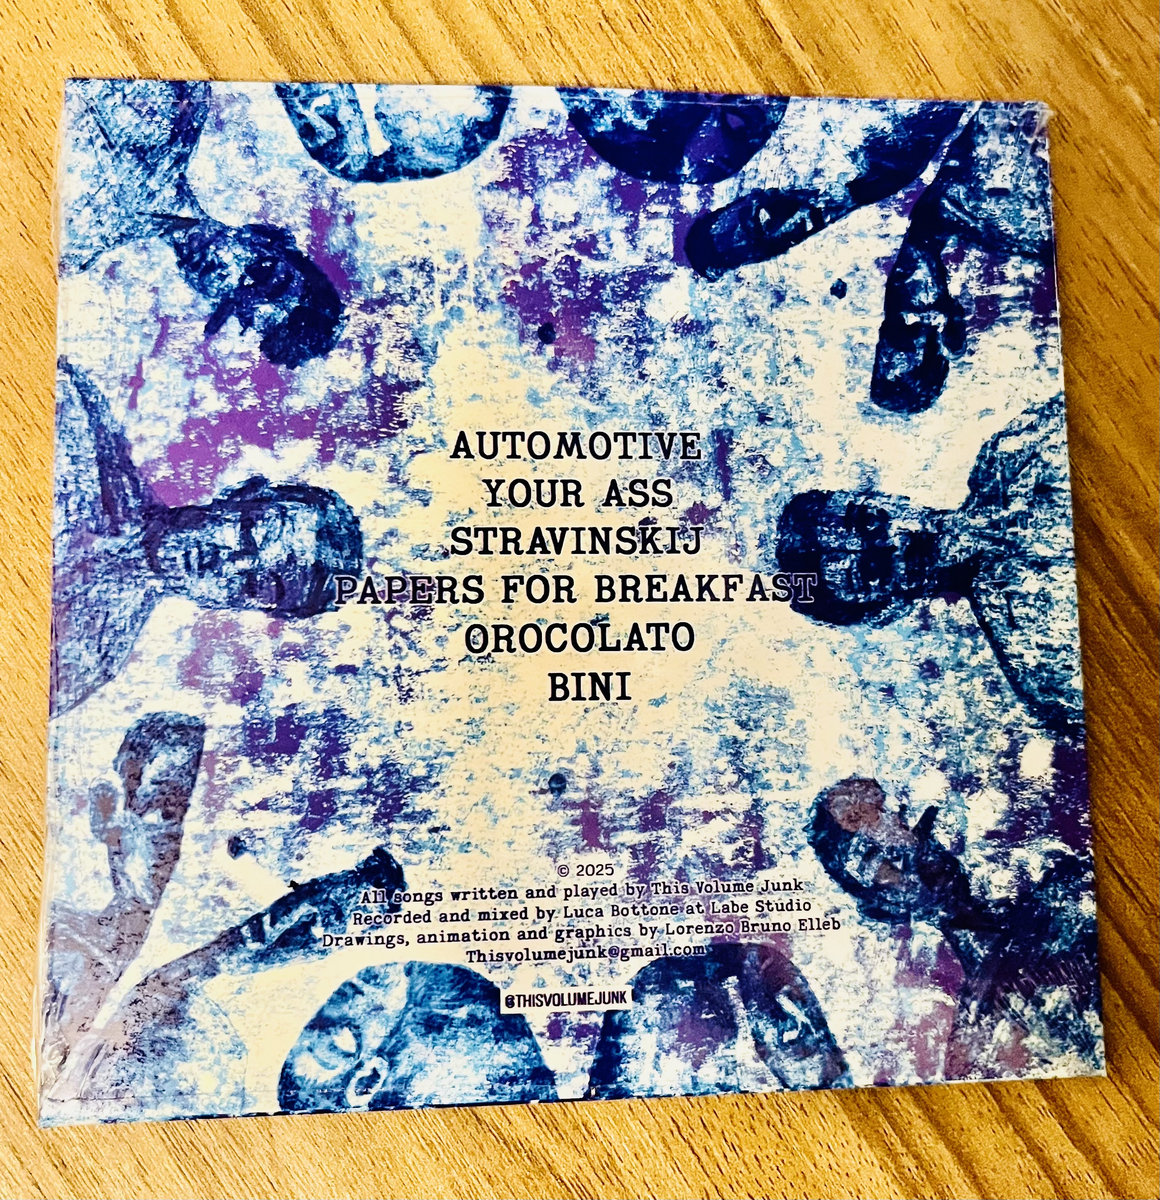 AUTOMOTIVE
YOUR ASS
STRAVINSKIJ
PAPERS FOR BREAKFAST
OROCOLATO
BINI
© 2025
All songs written and played by This Volume Junk
Recorded and mixed by Luca Bottone at Labe Studio
Drawings, animation and graphics by Lorenzo Bruno Elleb
Thisvolumejunk@gmail.com
@THISVOLUMEJUNK